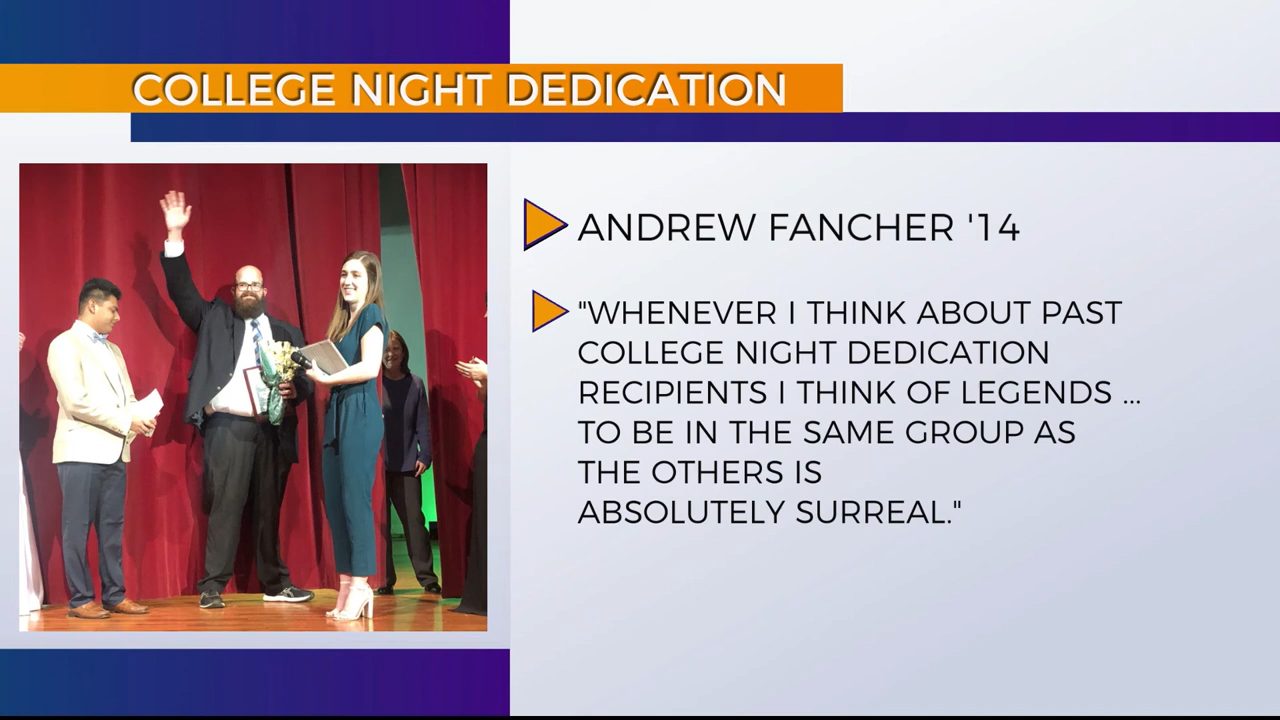 COLLEGE NIGHT DEDICATION
ANDREW FANCHER '14
"WHENEVER I THINK ABOUT PAST
COLLEGE NIGHT DEDICATION
RECIPIENTS I THINK OF LEGENDS ...
TO BE IN THE SAME GROUP AS
THE OTHERS IS
ABSOLUTELY SURREAL."